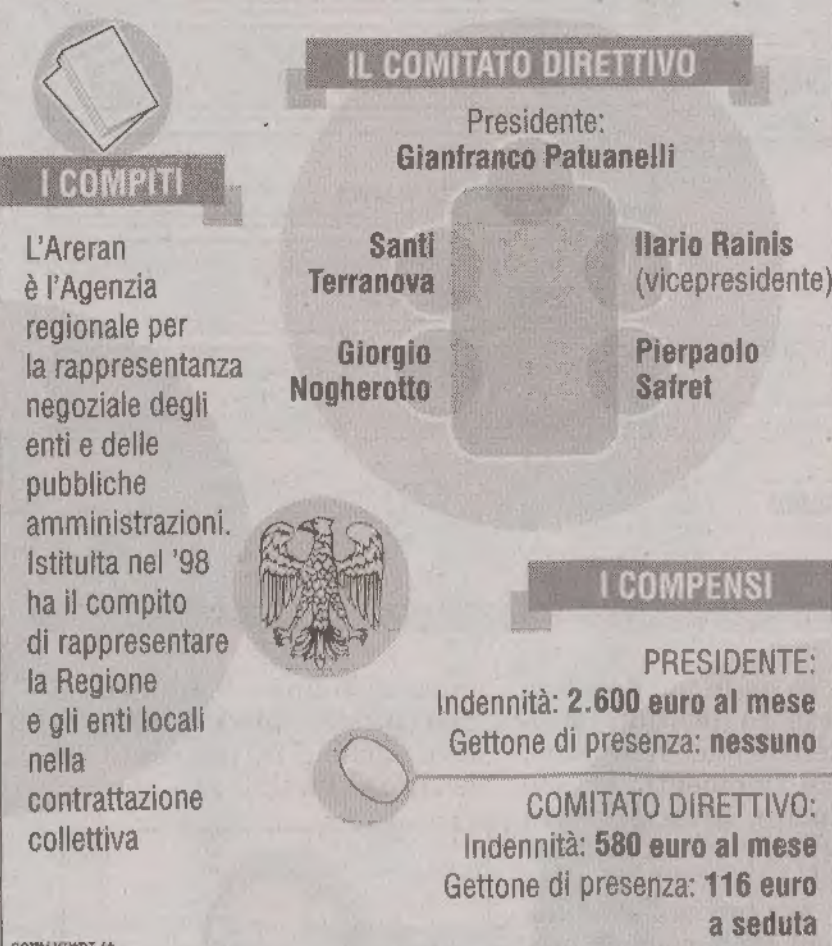 I COMPITI
L'Areran
è l'Agenzia
regionale per
la rappresentanza
negoziale degli
enti e delle
pubbliche
amministrazioni.
Istituita nel '98
ha il compito
di rappresentare
la Regione
e gli enti locali
nella
contrattazione
collettiva
IL COMITATO DIRETTIVO
Presidente:
Gianfranco Patuanelli
Santi
Terranova
Ilario Rainis
(vicepresidente)
Giorgio
Nogherotto
Pierpaolo
Safret
I COMPENSI
PRESIDENTE:
Indennità: 2.600 euro al mese
Gettone di presenza: nessuno
COMITATO DIRETTIVO:
Indennità: 580 euro al mese
Gettone di presenza: 116 euro
a seduta